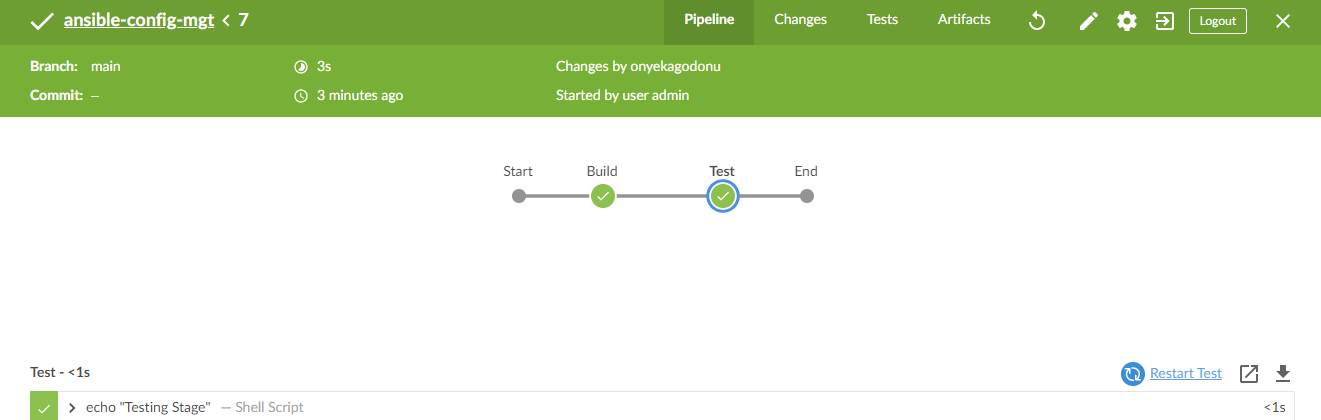 ansible-config-mgt < 7 Pipeline Changes Tests Artifacts Logout
Branch: main 3s Changes by onyekagodonu
Commit: – 3 minutes ago Started by user admin
Start Build Test End
Test - <1s Restart Test
echo "Testing Stage" — Shell Script <1s